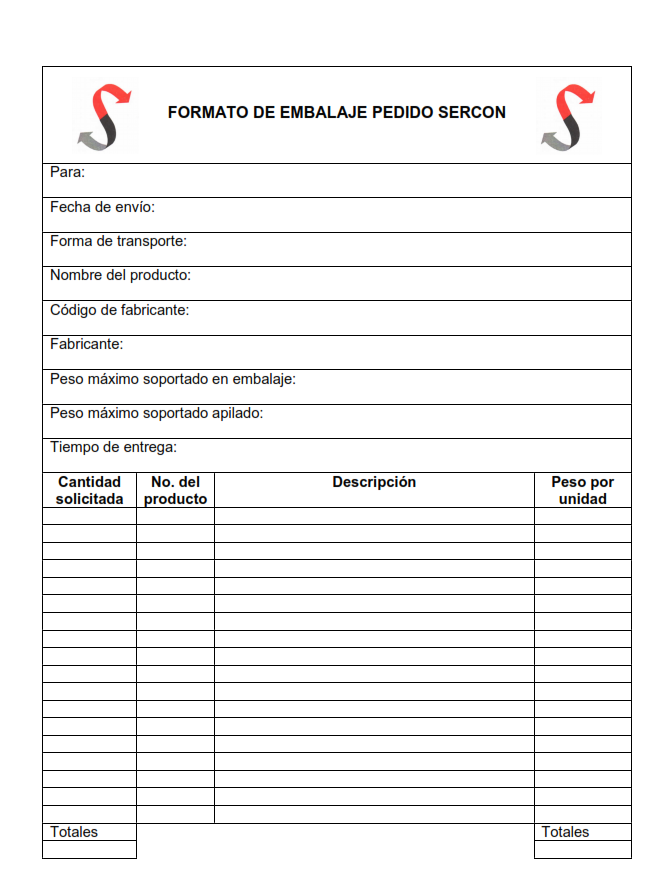 FORMATO DE EMBALAJE PEDIDO SERCON
Para:
Fecha de envío:
Forma de transporte:
Nombre del producto:
Código de fabricante:
Fabricante:
Peso máximo soportado en embalaje:
Peso máximo soportado apilado:
Tiempo de entrega:
Cantidad solicitada
No. del producto
Descripción
Peso por unidad
Totales
Totales